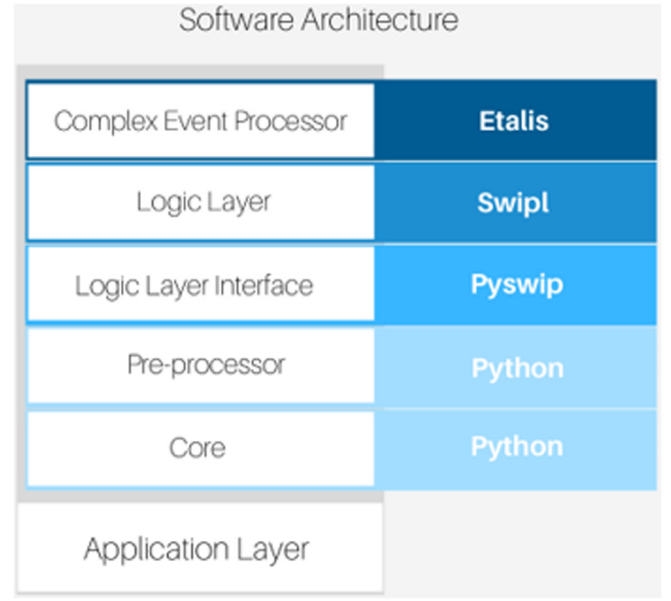 Software Architecture
Complex Event Processor Etalis
Logic Layer Swipl
Logic Layer Interface Pyswip
Pre-processor Python
Core Python
Application Layer